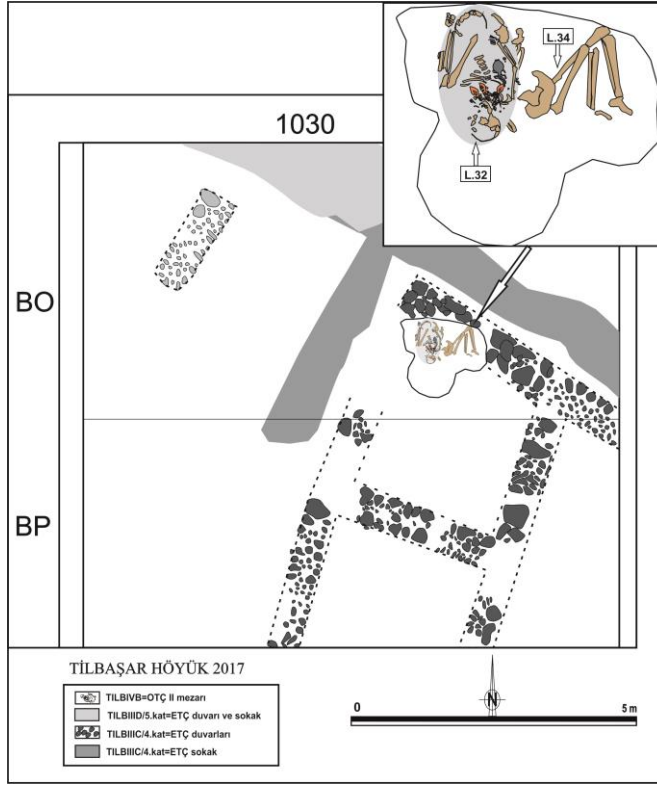 L.34
L.32
1030
BO
BP
TİLBAŞAR HÖYÜK 2017
TILBIVB=OTÇ II mezarı
TILBIIID/5.kat=ETÇ duvarı ve sokak
TILBIIIC/4.kat=ETÇ duvarları
TILBIIIC/4.kat=ETÇ sokak
N
0 5 m